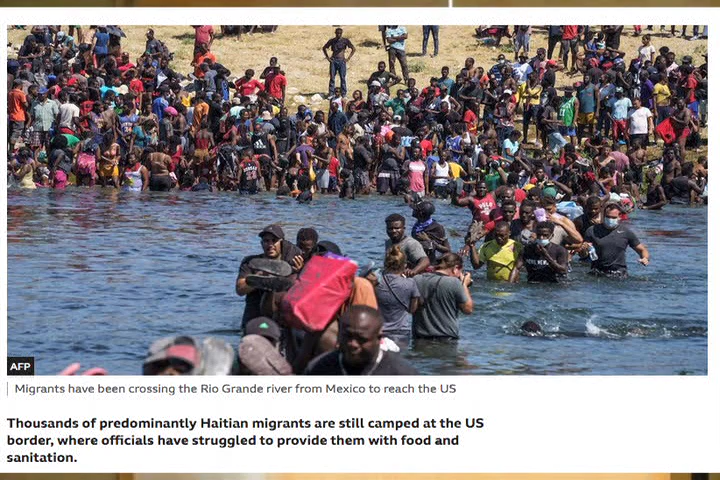 AFP
Migrants have been crossing the Rio Grande river from Mexico to reach the US
Thousands of predominantly Haitian migrants are still camped at the US
border, where officials have struggled to provide them with food and
sanitation.